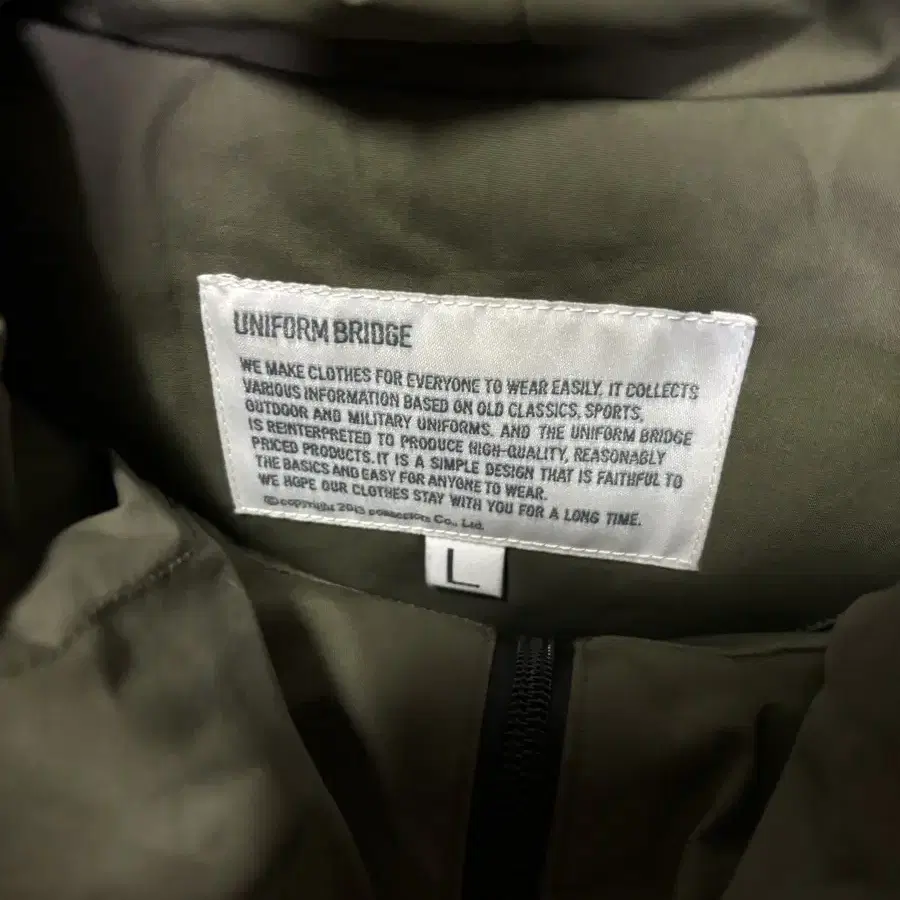 UNIFORM BRIDGE
WE MAKE CLOTHES FOR EVERYONE TO WEAR EASILY. IT COLLECTS
VARIOUS INFORMATION BASED ON OLD CLASSICS, SPORTS,
OUTDOOR AND MILITARY UNIFORMS. AND THE UNIFORM BRIDGE
IS REINTERPRETED TO PRODUCE HIGH-QUALITY, REASONABLY
PRICED PRODUCTS. IT IS A SIMPLE DESIGN THAT IS FAITHFUL TO
THE BASICS AND EASY FOR ANYONE TO WEAR.
WE HOPE OUR CLOTHES STAY WITH YOU FOR A LONG TIME.
©copyright 2013 Co., Ltd.
L